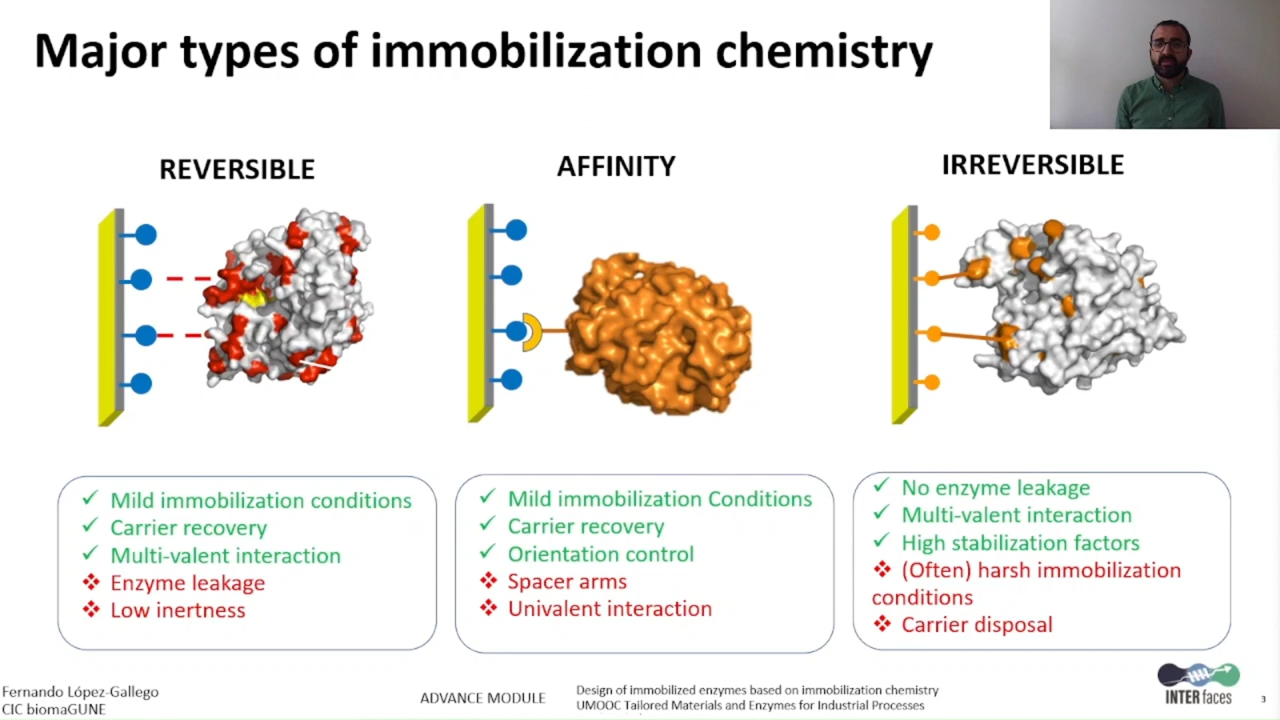 Major types of immobilization chemistry
REVERSIBLE
AFFINITY
IRREVERSIBLE
✓ Mild immobilization conditions
✓ Carrier recovery
✓ Multi-valent interaction
❖ Enzyme leakage
❖ Low inertness
✓ Mild immobilization Conditions
✓ Carrier recovery
✓ Orientation control
❖ Spacer arms
❖ Univalent interaction
✓ No enzyme leakage
✓ Multi-valent interaction
✓ High stabilization factors
❖ (Often) harsh immobilization
conditions
❖ Carrier disposal
Fernando López-Gallego
CIC biomaGUNE
ADVANCE MODULE
Design of immobilized enzymes based on immobilization chemistry
UMOOC Tailored Materials and Enzymes for Industrial Processes
INTERfaces
3